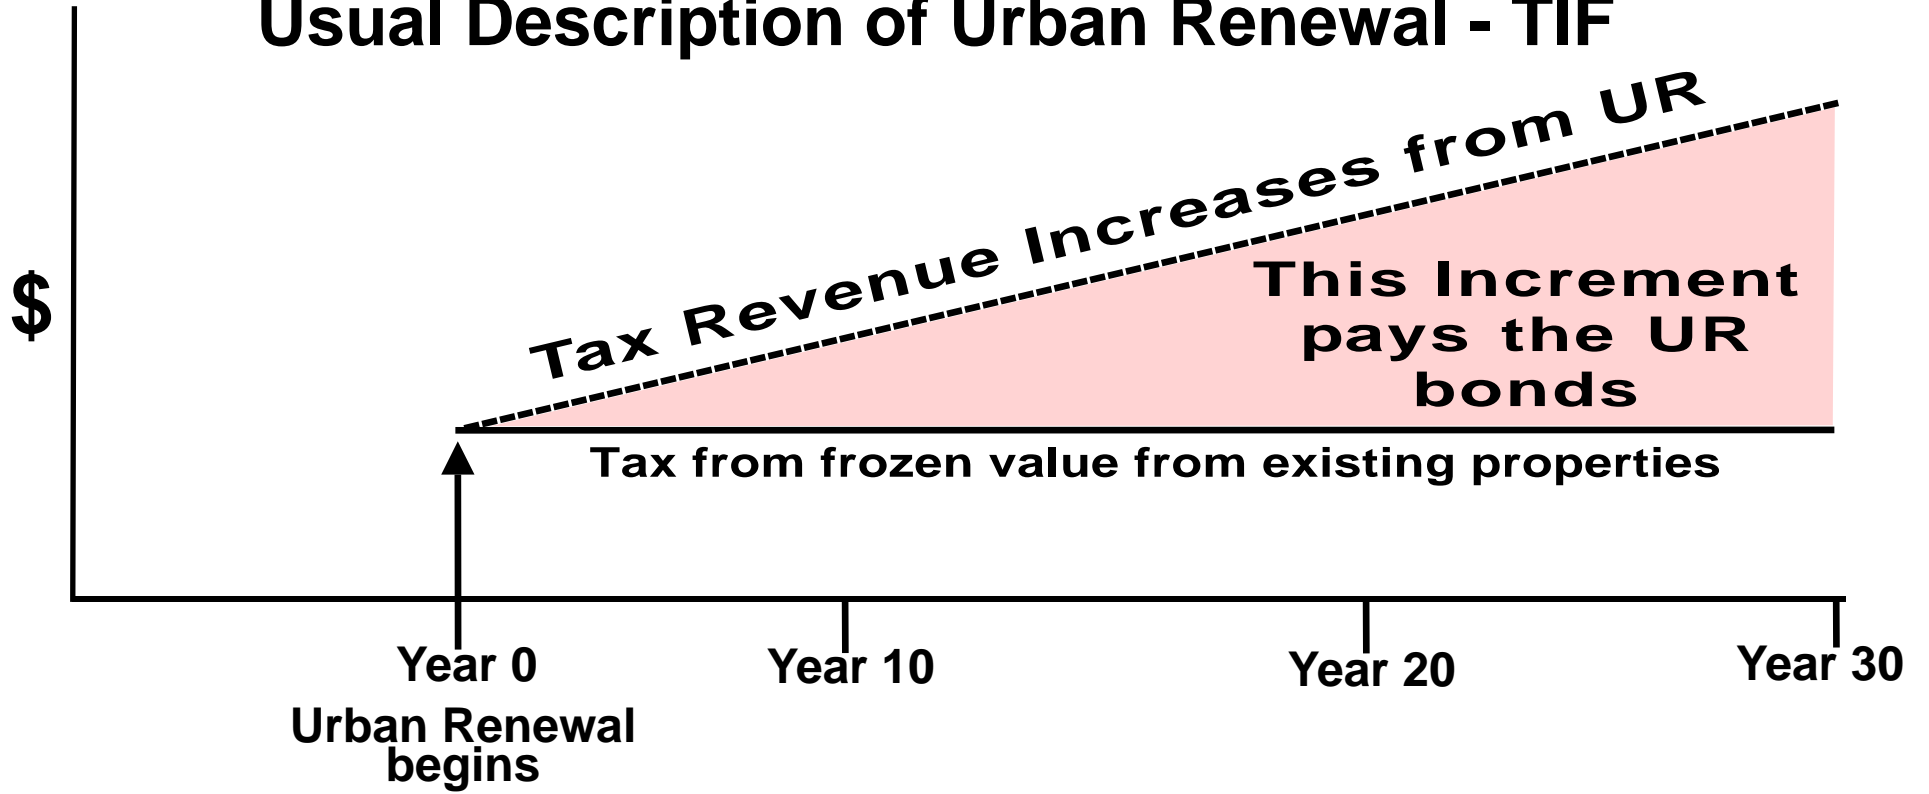 Usual Description of Urban Renewal - TIF
Tax Revenue Increases from UR
$
This Increment
pays the UR
bonds
Tax from frozen value from existing properties
Year 0
Year 10
Year 20
Year 30
Urban Renewal
begins